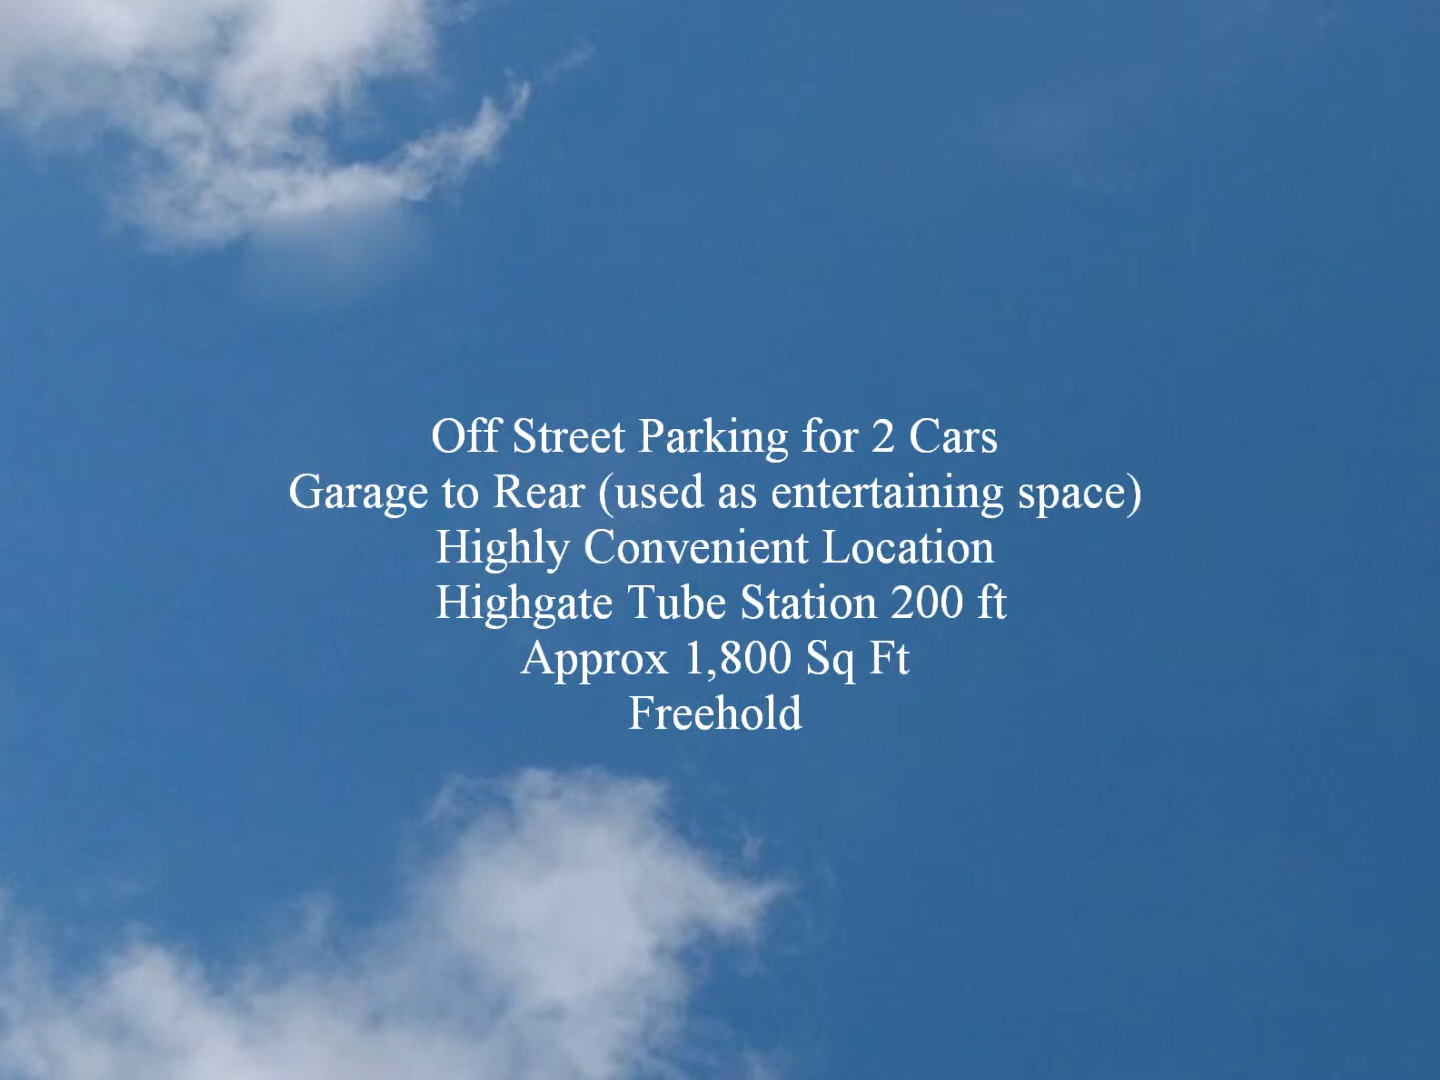 Off Street Parking for 2 Cars
Garage to Rear (used as entertaining space)
Highly Convenient Location
Highgate Tube Station 200 ft
Approx 1,800 Sq Ft
Freehold